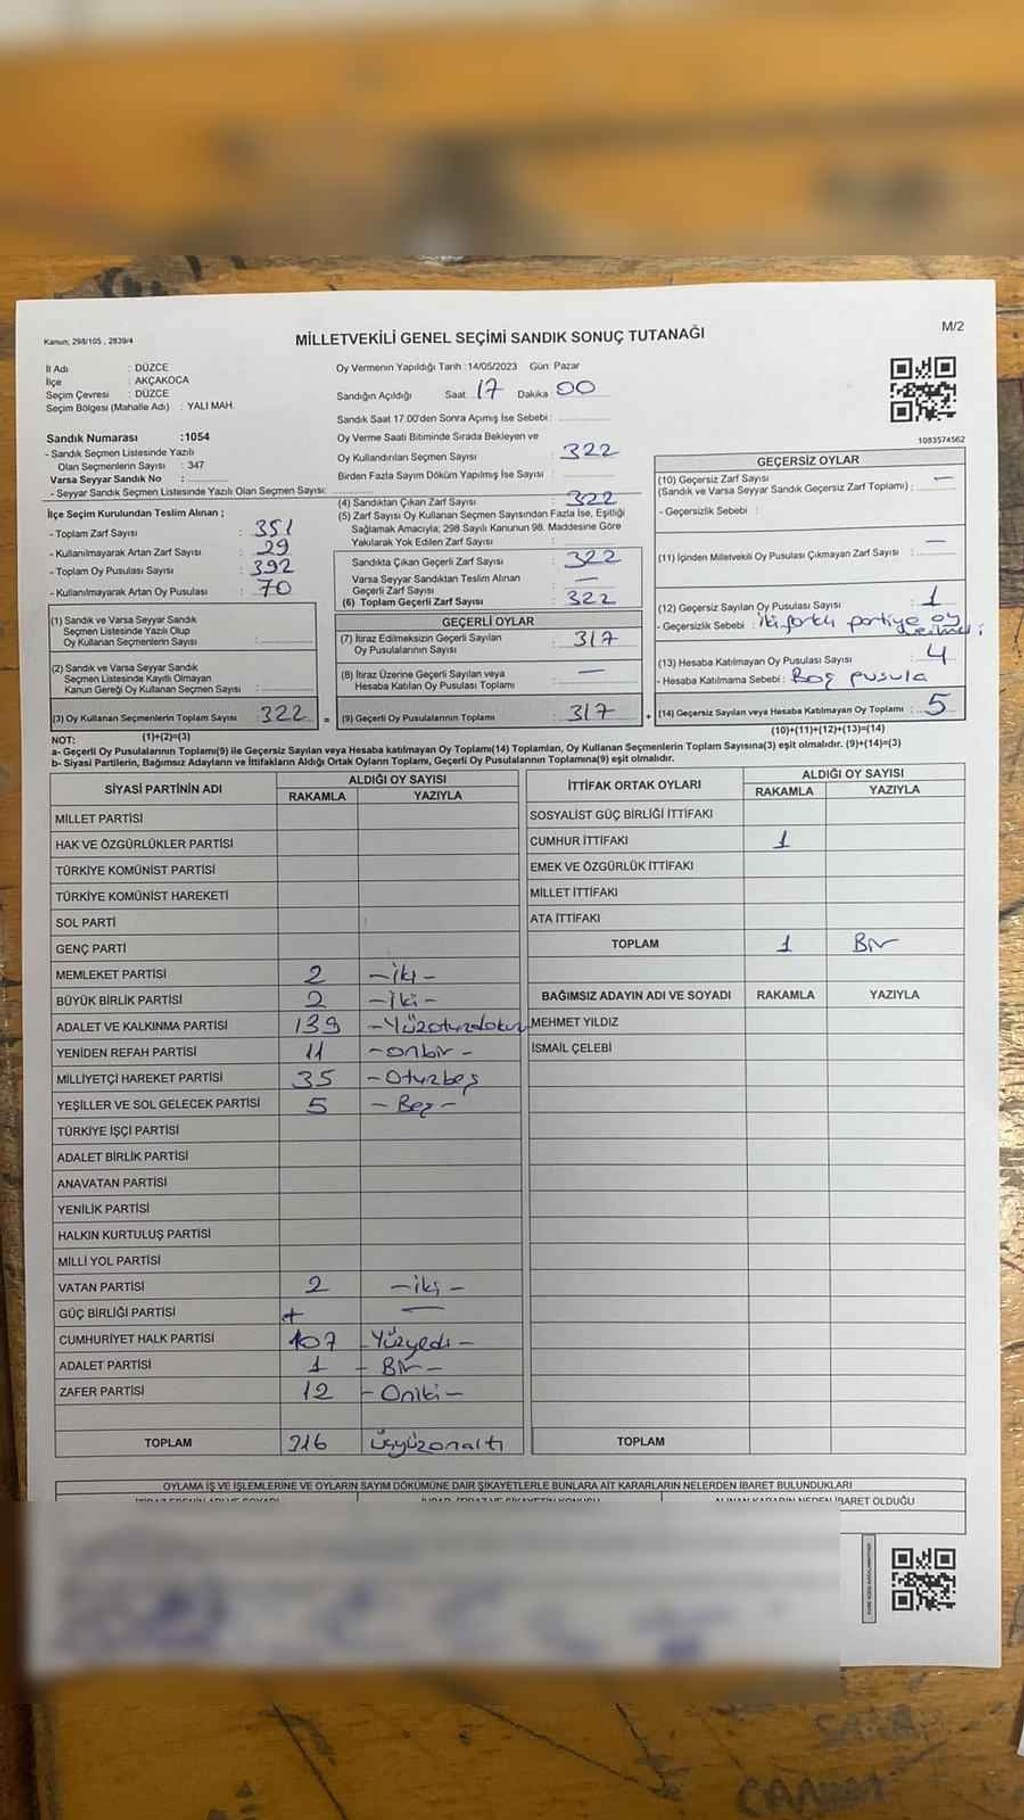 Kanun; 298/105 , 2839/4
MİLLETVEKİLİ GENEL SEÇİMİ SANDIK SONUÇ TUTANAĞI
M/2
İl Adı : DÜZCE
İlçe : AKÇAKOCA
Seçim Çevresi : DÜZCE
Seçim Bölgesi (Mahalle Adı) : YALI MAH.
Sandık Numarası :1054
- Sandık Seçmen Listesinde Yazılı
Olan Seçmenlerin Sayısı : 347
Varsa Seyyar Sandık No :
- Seyyar Sandık Seçmen Listesinde Yazılı Olan Seçmen Sayısı:
İlçe Seçim Kurulundan Teslim Alınan ;
- Toplam Zarf Sayısı : 351
- Kullanılmayarak Artan Zarf Sayısı : 29
- Toplam Oy Pusulası Sayısı : 392
- Kullanılmayarak Artan Oy Pusulası : 70
(1) Sandık ve Varsa Seyyar Sandık
Seçmen Listesinde Yazılı Olup
Oy Kullanan Seçmenlerin Sayısı :
(2) Sandık ve Varsa Seyyar Sandık
Seçmen Listesinde Kayıtlı Olmayan
Kanun Gereği Oy Kullanan Seçmen Sayısı :
(3) Oy Kullanan Seçmenlerin Toplam Sayısı : 322 =
(1)+(2)=(3)
Oy Vermenin Yapıldığı Tarih : 14/05/2023 Gün: Pazar
Sandığın Açıldığı Saat : 17 Dakika : 00
Sandık Saat 17.00'den Sonra Açımış İse Sebebi :
Oy Verme Saati Bitiminde Sırada Bekleyen ve
Oy Kullandırılan Seçmen Sayısı : 322
Birden Fazla Sayım Döküm Yapılmış İse Sayısı :
(4) Sandıktan Çıkan Zarf Sayısı : 322
(5) Zarf Sayısı Oy Kullanan Seçmen Sayısından Fazla İse, Eşitliği
Sağlamak Amacıyla; 298 Sayılı Kanunun 98. Maddesine Göre
Yakılarak Yok Edilen Zarf Sayısı :
Sandıkta Çıkan Geçerli Zarf Sayısı : 322
Varsa Seyyar Sandıktan Teslim Alınan
Geçerli Zarf Sayısı : —
(6) Toplam Geçerli Zarf Sayısı : 322
GEÇERLİ OYLAR
(7) İtiraz Edilmeksizin Geçerli Sayılan
Oy Pusulalarının Sayısı : 317
(8) İtiraz Üzerine Geçerli Sayılan veya
Hesaba Katılan Oy Pusulası Toplamı : —
(9) Geçerli Oy Pusulalarının Toplamı : 317 +
1083574562
GEÇERSİZ OYLAR
(10) Geçersiz Zarf Sayısı
(Sandık ve Varsa Seyyar Sandık Geçersiz Zarf Toplamı) : —
- Geçersizlik Sebebi :
(11) İçinden Milletvekili Oy Pusulası Çıkmayan Zarf Sayısı : —
(12) Geçersiz Sayılan Oy Pusulası Sayısı : 1
- Geçersizlik Sebebi : iki farklı partiye oy
(13) Hesaba Katılmayan Oy Pusulası Sayısı : 4
- Hesaba Katılmama Sebebi : Boş pusula
(14) Geçersiz Sayılan veya Hesaba Katılmayan Oy Toplamı : 5
(10)+(11)+(12)+(13)=(14)
NOT:
a- Geçerli Oy Pusulalarının Toplamı(9) ile Geçersiz Sayılan veya Hesaba katılmayan Oy Toplamı(14) Toplamları, Oy Kullanan Seçmenlerin Toplam Sayısına(3) eşit olmalıdır. (9)+(14)=(3)
b- Siyasi Partilerin, Bağımsız Adayların ve İttifakların Aldığı Ortak Oyların Toplamı, Geçerli Oy Pusulalarının Toplamına(9) eşit olmalıdır.
SİYASİ PARTİNİN ADI ALDIĞI OY SAYISI
RAKAMLA YAZIYLA
MİLLET PARTİSİ
HAK VE ÖZGÜRLÜKLER PARTİSİ
TÜRKİYE KOMÜNİST PARTİSİ
TÜRKİYE KOMÜNİST HAREKETİ
SOL PARTİ
GENÇ PARTİ
MEMLEKET PARTİSİ 2 -iki-
BÜYÜK BİRLİK PARTİSİ 2 -iki-
ADALET VE KALKINMA PARTİSİ 139 -Yüzotuzdokuz
YENİDEN REFAH PARTİSİ 11 -onbir-
MİLLİYETÇİ HAREKET PARTİSİ 35 -Otuzbeş
YEŞİLLER VE SOL GELECEK PARTİSİ 5 -Beş-
TÜRKİYE İŞÇİ PARTİSİ
ADALET BİRLİK PARTİSİ
ANAVATAN PARTİSİ
YENİLİK PARTİSİ
HALKIN KURTULUŞ PARTİSİ
MİLLİ YOL PARTİSİ
VATAN PARTİSİ 2 -iki-
GÜÇ BİRLİĞİ PARTİSİ —
CUMHURİYET HALK PARTİSİ 107 -Yüzyedi-
ADALET PARTİSİ 1 -Bir-
ZAFER PARTİSİ 12 -Oniki-
TOPLAM 316 üçyüzonaltı
İTTİFAK ORTAK OYLARI ALDIĞI OY SAYISI
RAKAMLA YAZIYLA
SOSYALİST GÜÇ BİRLİĞİ İTTİFAKI
CUMHUR İTTİFAKI 1
EMEK VE ÖZGÜRLÜK İTTİFAKI
MİLLET İTTİFAKI
ATA İTTİFAKI
TOPLAM 1 Bir
BAĞIMSIZ ADAYIN ADI VE SOYADI RAKAMLA YAZIYLA
MEHMET YILDIZ
İSMAİL ÇELEBİ
TOPLAM
OYLAMA İŞ VE İŞLEMLERİNE VE OYLARIN SAYIM DÖKÜMÜNE DAİR ŞİKAYETLERLE BUNLARA AİT KARARLARIN NELERDEN İBARET BULUNDUKLARI
ALINAN KARARIN NEDEN İBARET OLDUĞU